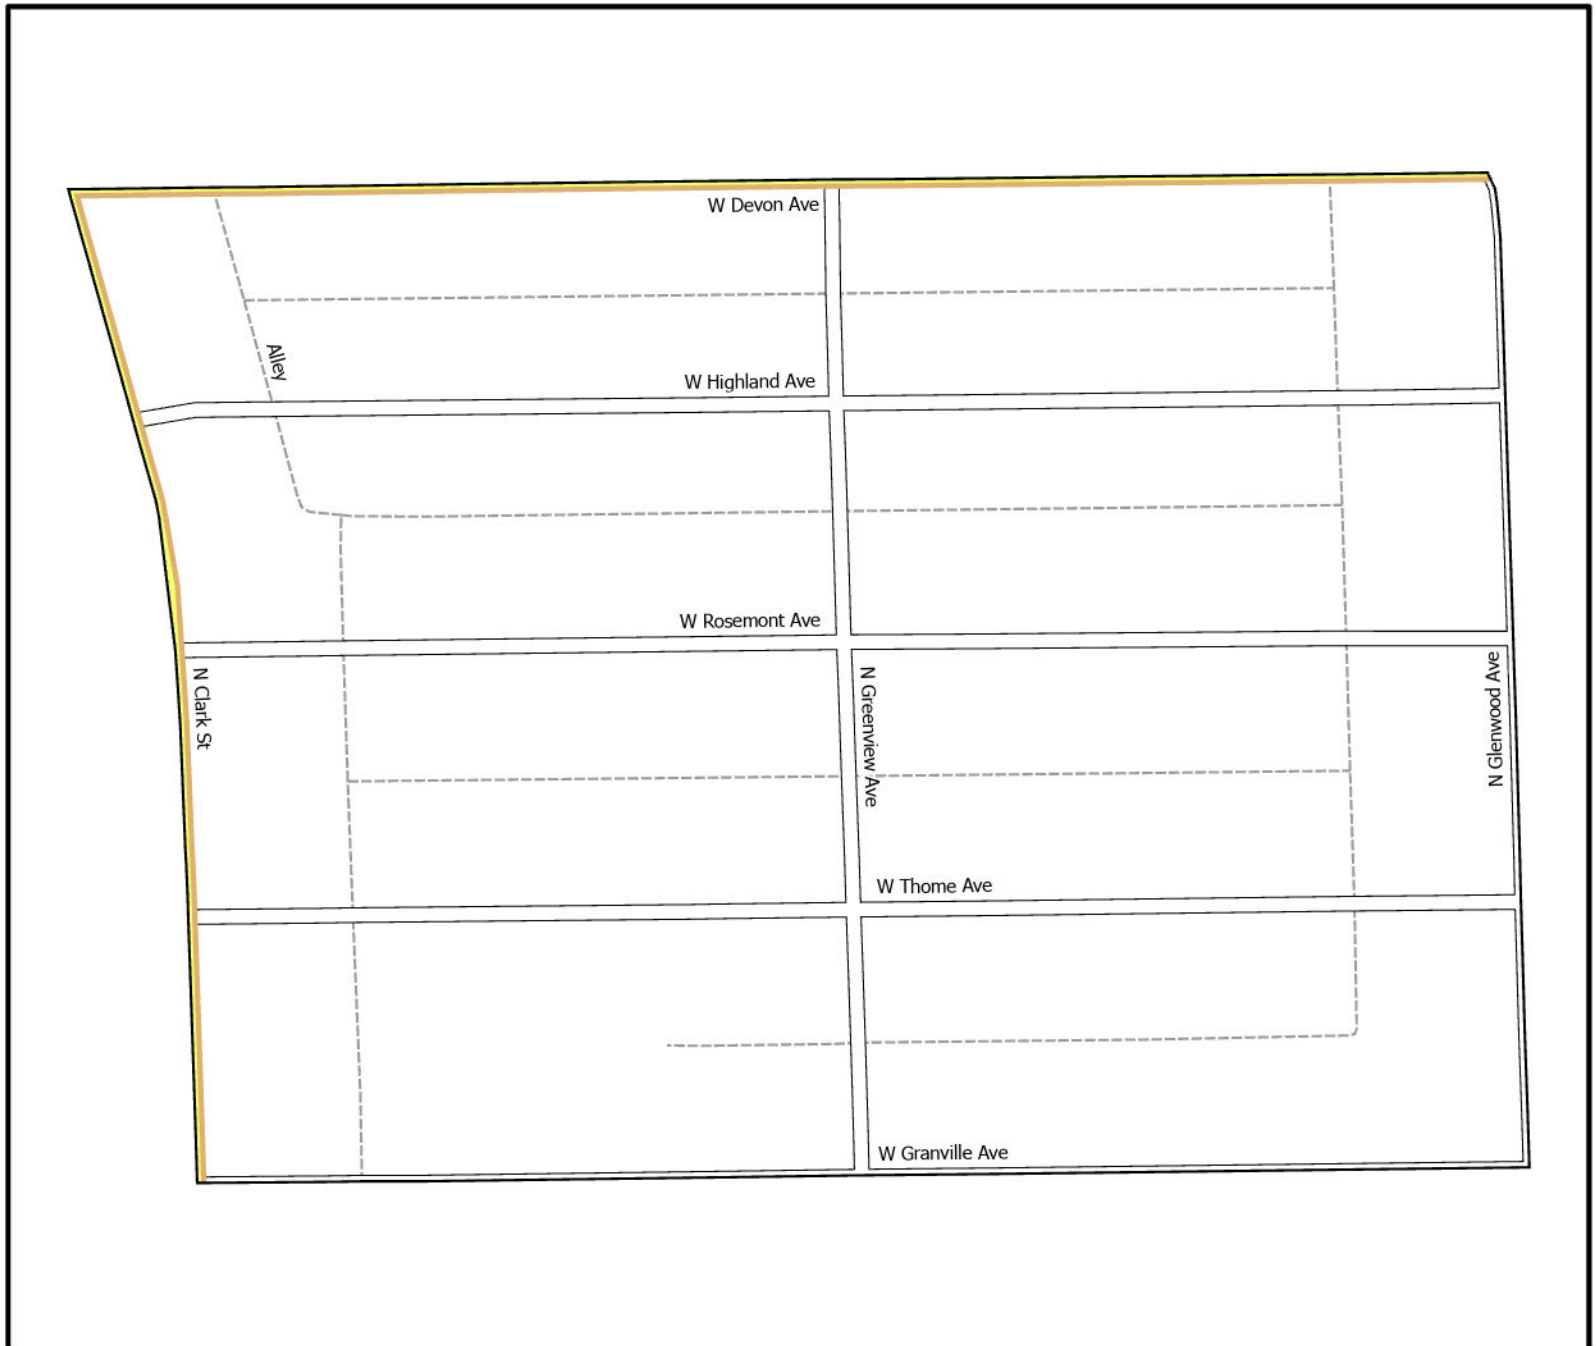 W Devon Ave
Alley
W Highland Ave
W Rosemont Ave
N Clark St
N Greenview Ave
N Glenwood Ave
W Thome Ave
W Granville Ave